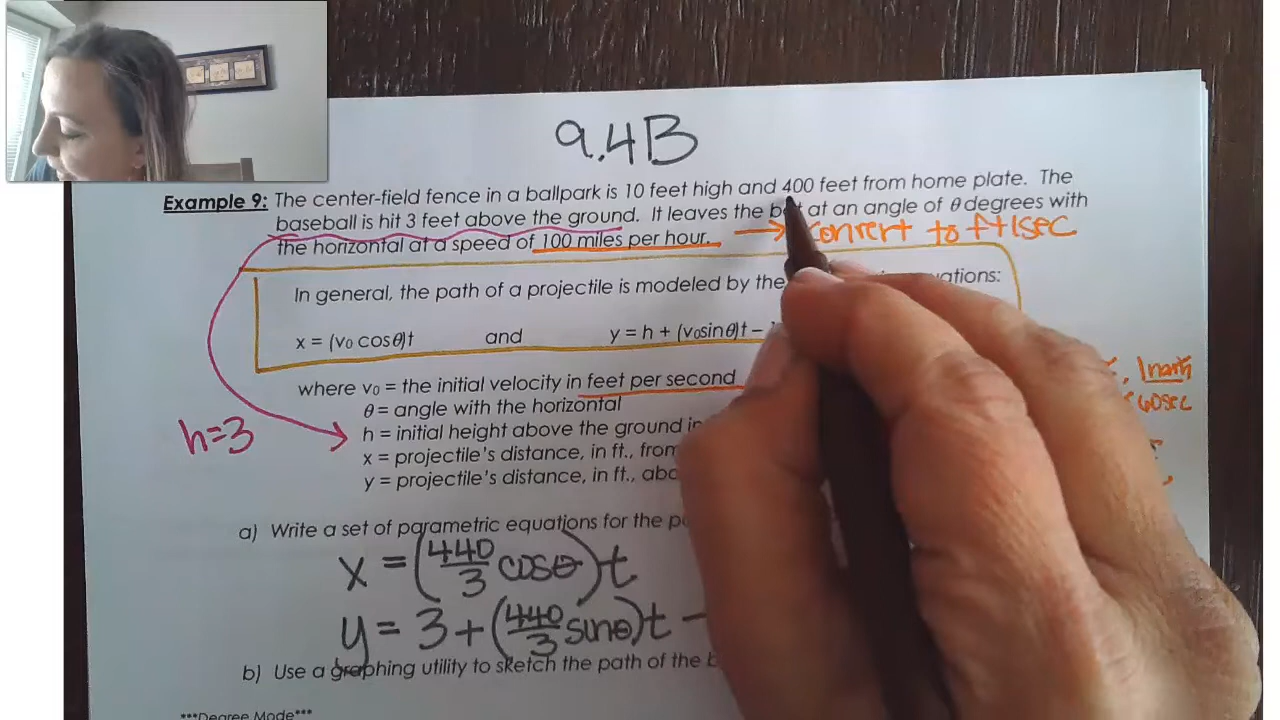 9.4B
Example 9: The center-field fence in a ballpark is 10 feet high and 400 feet from home plate. The
baseball is hit 3 feet above the ground. It leaves the bat at an angle of θ degrees with
the horizontal at a speed of 100 miles per hour. → convert to ft/sec
In general, the path of a projectile is modeled by the
x = (v₀ cosθ)t and y = h + (v₀sinθ)t –
where v₀ = the initial velocity in feet per second
θ = angle with the horizontal
60sec
h=3 h = initial height above the ground in
x = projectile's distance, in ft., from
y = projectile's distance, in ft.,
a) Write a set of parametric equations for the
x = (440/3 cosθ)t
y = 3 + (440/3 sinθ)t –
b) Use a graphing utility to sketch the path of the
***Degree Mode***